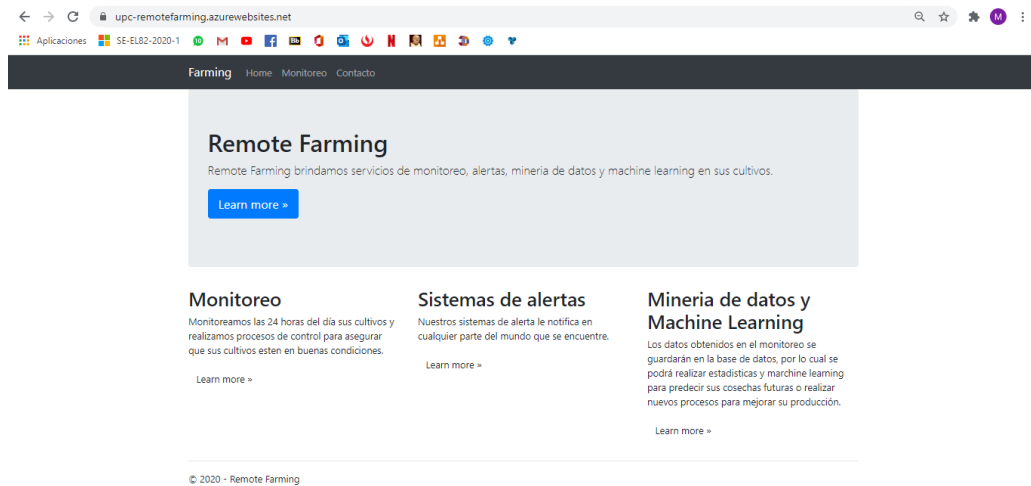 upc-remotefarming.azurewebsites.net
Aplicaciones SE-EL82-2020-1
Farming Home Monitoreo Contacto
Remote Farming
Remote Farming brindamos servicios de monitoreo, alertas, mineria de datos y machine learning en sus cultivos.
Learn more »
Monitoreo
Monitoreamos las 24 horas del día sus cultivos y
realizamos procesos de control para asegurar
que sus cultivos esten en buenas condiciones.
Learn more »
Sistemas de alertas
Nuestros sistemas de alerta le notifica en
cualquier parte del mundo que se encuentre.
Learn more »
Mineria de datos y
Machine Learning
Los datos obtenidos en el monitoreo se
guardarán en la base de datos, por lo cual se
podrá realizar estadisticas y marchine learning
para predecir sus cosechas futuras o realizar
nuevos procesos para mejorar su producción.
Learn more »
© 2020 - Remote Farming